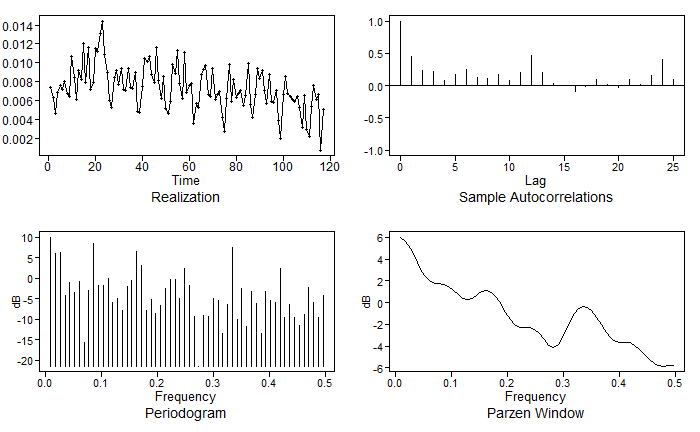 0.014
0.012
0.010
0.008
0.006
0.004
0.002
0 20 40 60 80 100 120
Time
Realization
1.0
0.5
0.0
-0.5
-1.0
0 5 10 15 20 25
Lag
Sample Autocorrelations
10
5
0
-5
-10
-15
-20
dB
0.0 0.1 0.2 0.3 0.4 0.5
Frequency
Periodogram
6
4
2
0
-2
-4
-6
dB
0.0 0.1 0.2 0.3 0.4 0.5
Frequency
Parzen Window